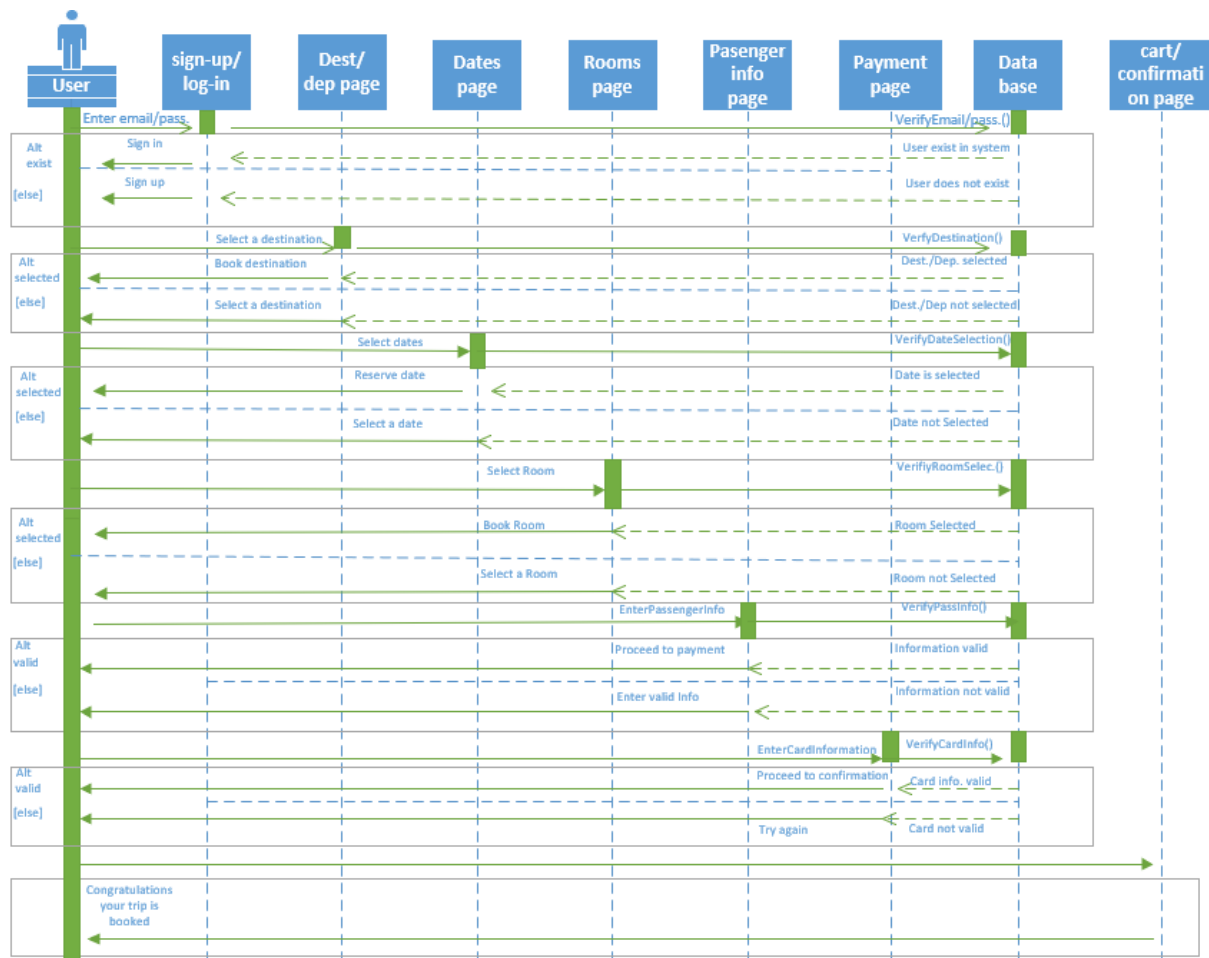 User
sign-up/
log-in
Dest/
dep page
Dates
page
Rooms
page
Pasenger
info
page
Payment
page
Data
base
cart/
confirmati
on page
Enter email/pass.
VerifyEmail/pass.()
Alt
exist
Sign in
User exist in system
[else]
Sign up
User does not exist
Select a destination
VerfyDestination()
Alt
selected
Book destination
Dest./Dep. selected
[else]
Select a destination
Dest./Dep not selected
Select dates
VerifyDateSelection()
Alt
selected
Reserve date
Date is selected
[else]
Select a date
Date not Selected
Select Room
VerifiyRoomSelec.()
Alt
selected
Book Room
Room Selected
[else]
Select a Room
Room not Selected
EnterPassengerInfo
VerifyPassInfo()
Alt
valid
Proceed to payment
Information valid
[else]
Enter valid Info
Information not valid
EnterCardInformation
VerifyCardInfo()
Alt
valid
Proceed to confirmation
Card info. valid
[else]
Try again
Card not valid
Congratulations
your trip is
booked